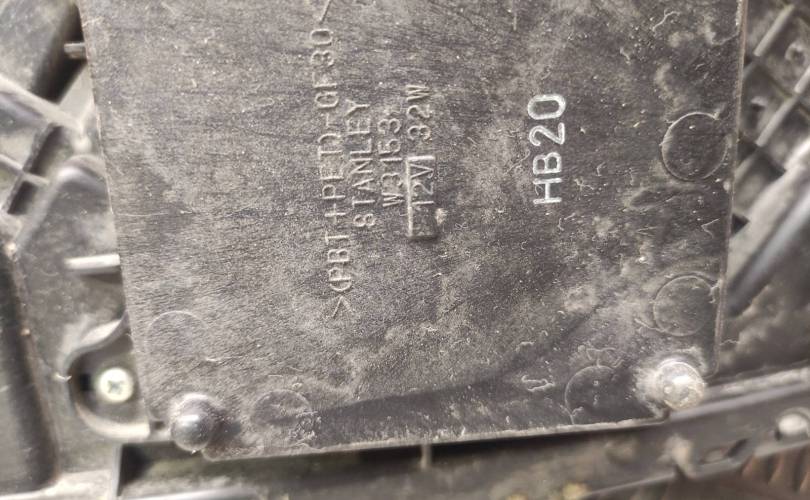 >(PBT+PET)-GF30<
STANLEY
W3153
12V 32W
HB20